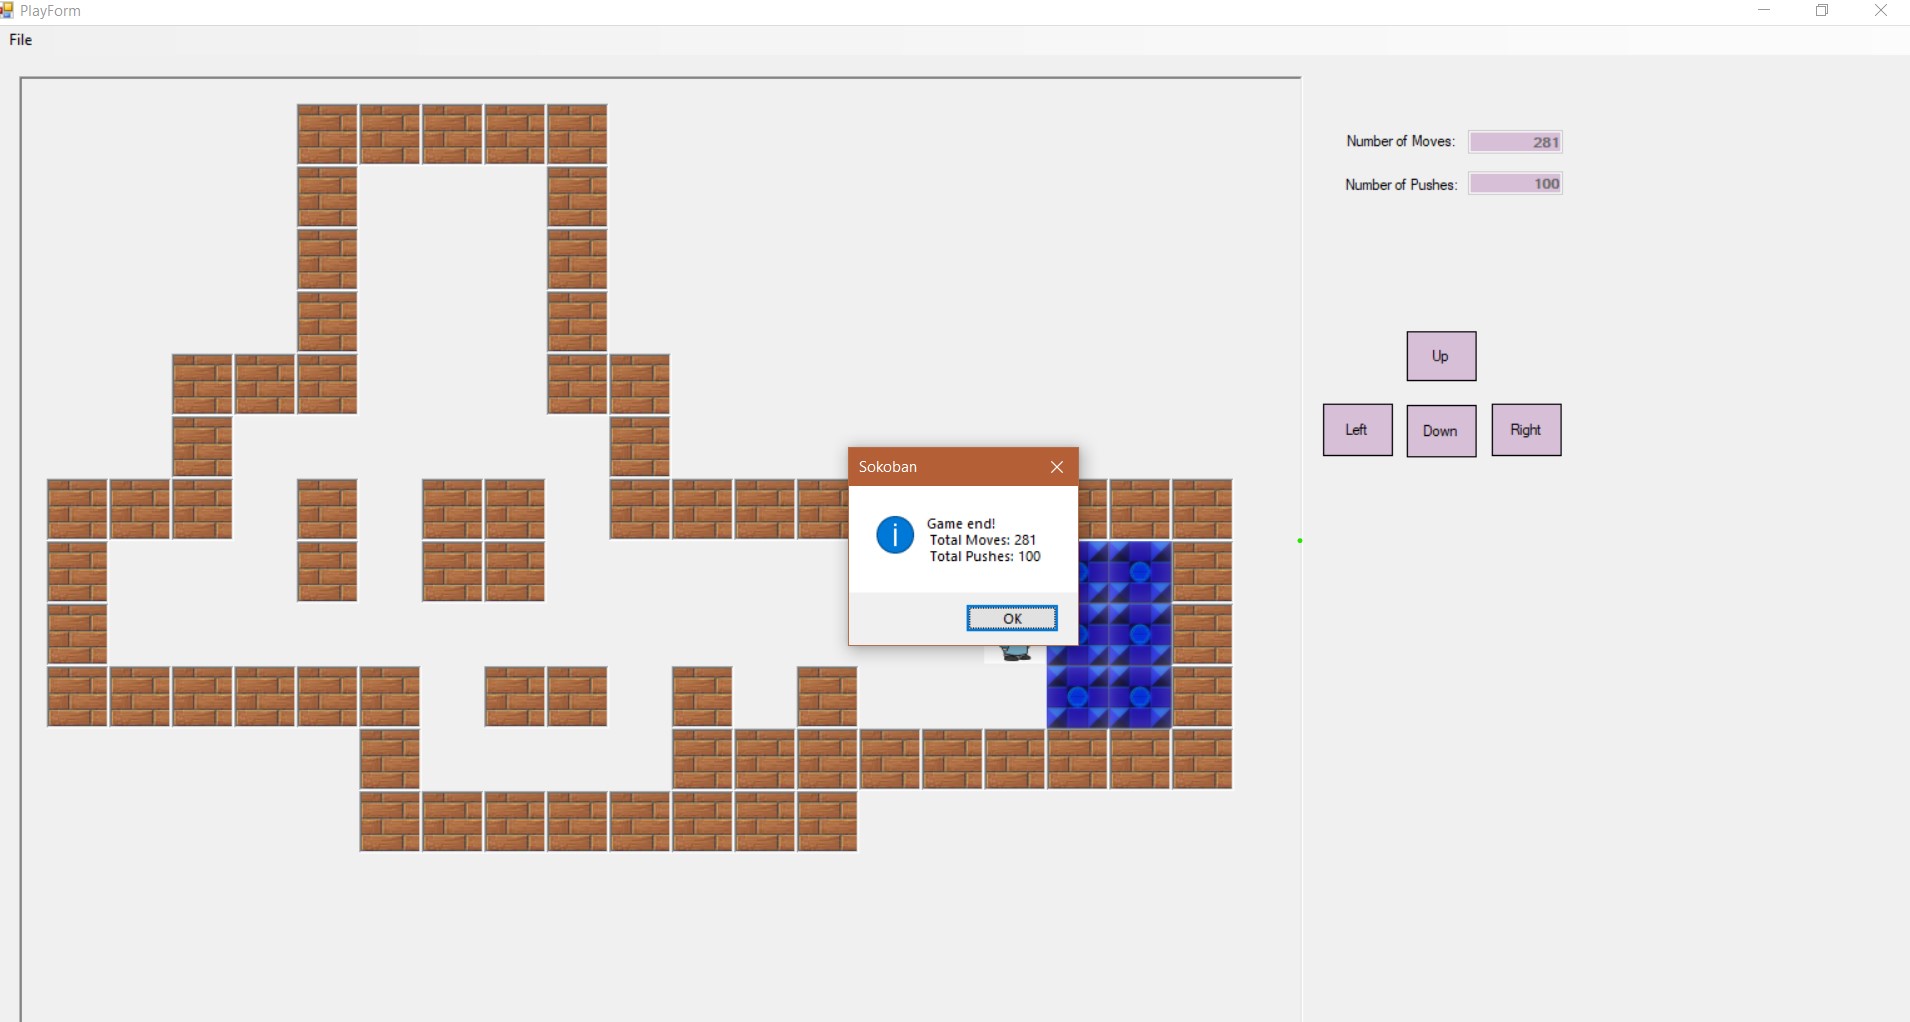 PlayForm
File
Number of Moves: 281
Number of Pushes: 100
Up
Left Down Right
Sokoban
Game end!
Total Moves: 281
Total Pushes: 100
OK